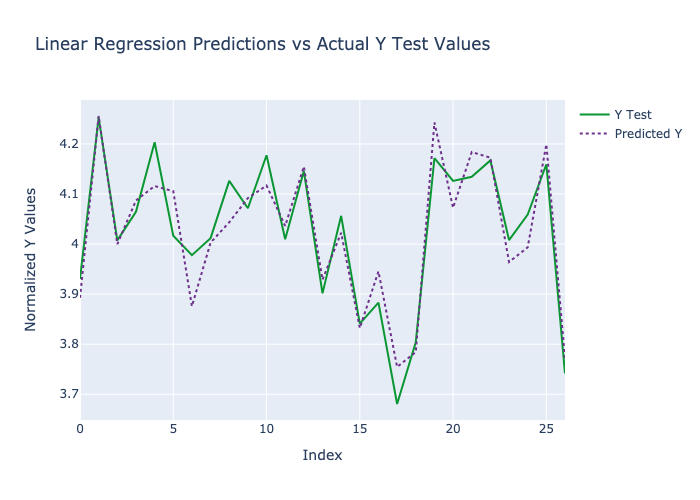 Linear Regression Predictions vs Actual Y Test Values
Y Test
Predicted Y
4.2
4.1
4
3.9
3.8
3.7
Normalized Y Values
0 5 10 15 20 25
Index